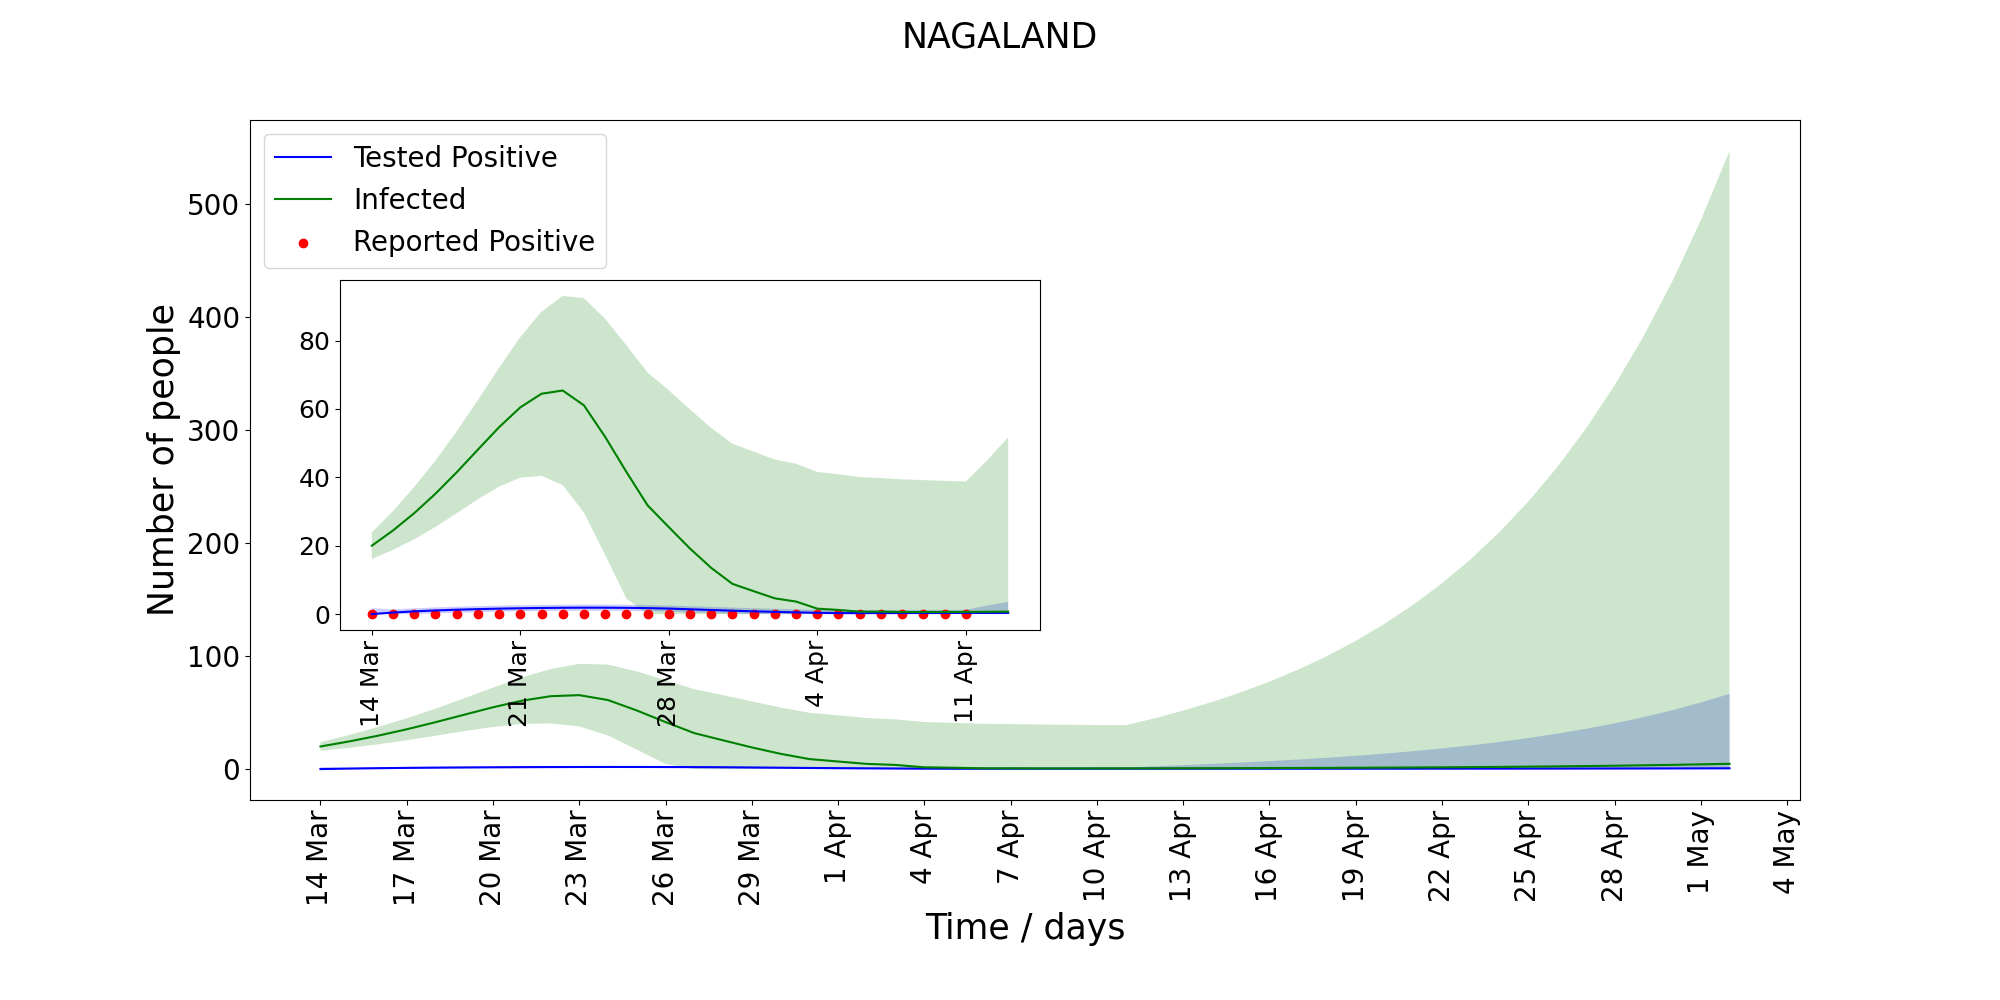 NAGALAND
Tested Positive
Infected
Reported Positive
Number of people
500
400
300
200
100
0
80
60
40
20
0
14 Mar
21 Mar
28 Mar
4 Apr
11 Apr
14 Mar
17 Mar
20 Mar
23 Mar
26 Mar
29 Mar
1 Apr
4 Apr
7 Apr
10 Apr
13 Apr
16 Apr
19 Apr
22 Apr
25 Apr
28 Apr
1 May
4 May
Time / days